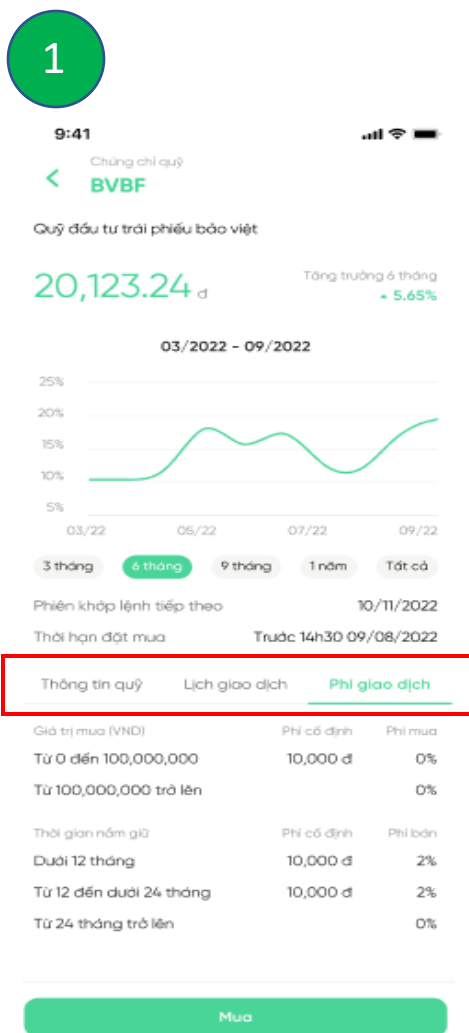 1
9:41
Chứng chỉ quỹ
BVBF
Quỹ đầu tư trái phiếu bảo việt
20,123.24 đ
Tăng trưởng 6 tháng
5.65%
03/2022 - 09/2022
25%
20%
15%
10%
5%
03/22 05/22 07/22 09/22
3 tháng 6 tháng 9 tháng 1 năm Tất cả
Phiên khớp lệnh tiếp theo 10/11/2022
Thời hạn đặt mua Trước 14h30 09/08/2022
Thông tin quỹ Lịch giao dịch Phí giao dịch
Giá trị mua (VND) Phí cố định Phí mua
Từ 0 đến 100,000,000 10,000 đ 0%
Từ 100,000,000 trở lên 0%
Thời gian nắm giữ Phí cố định Phí bán
Dưới 12 tháng 10,000 đ 2%
Từ 12 đến dưới 24 tháng 10,000 đ 2%
Từ 24 tháng trở lên 0%
Mua